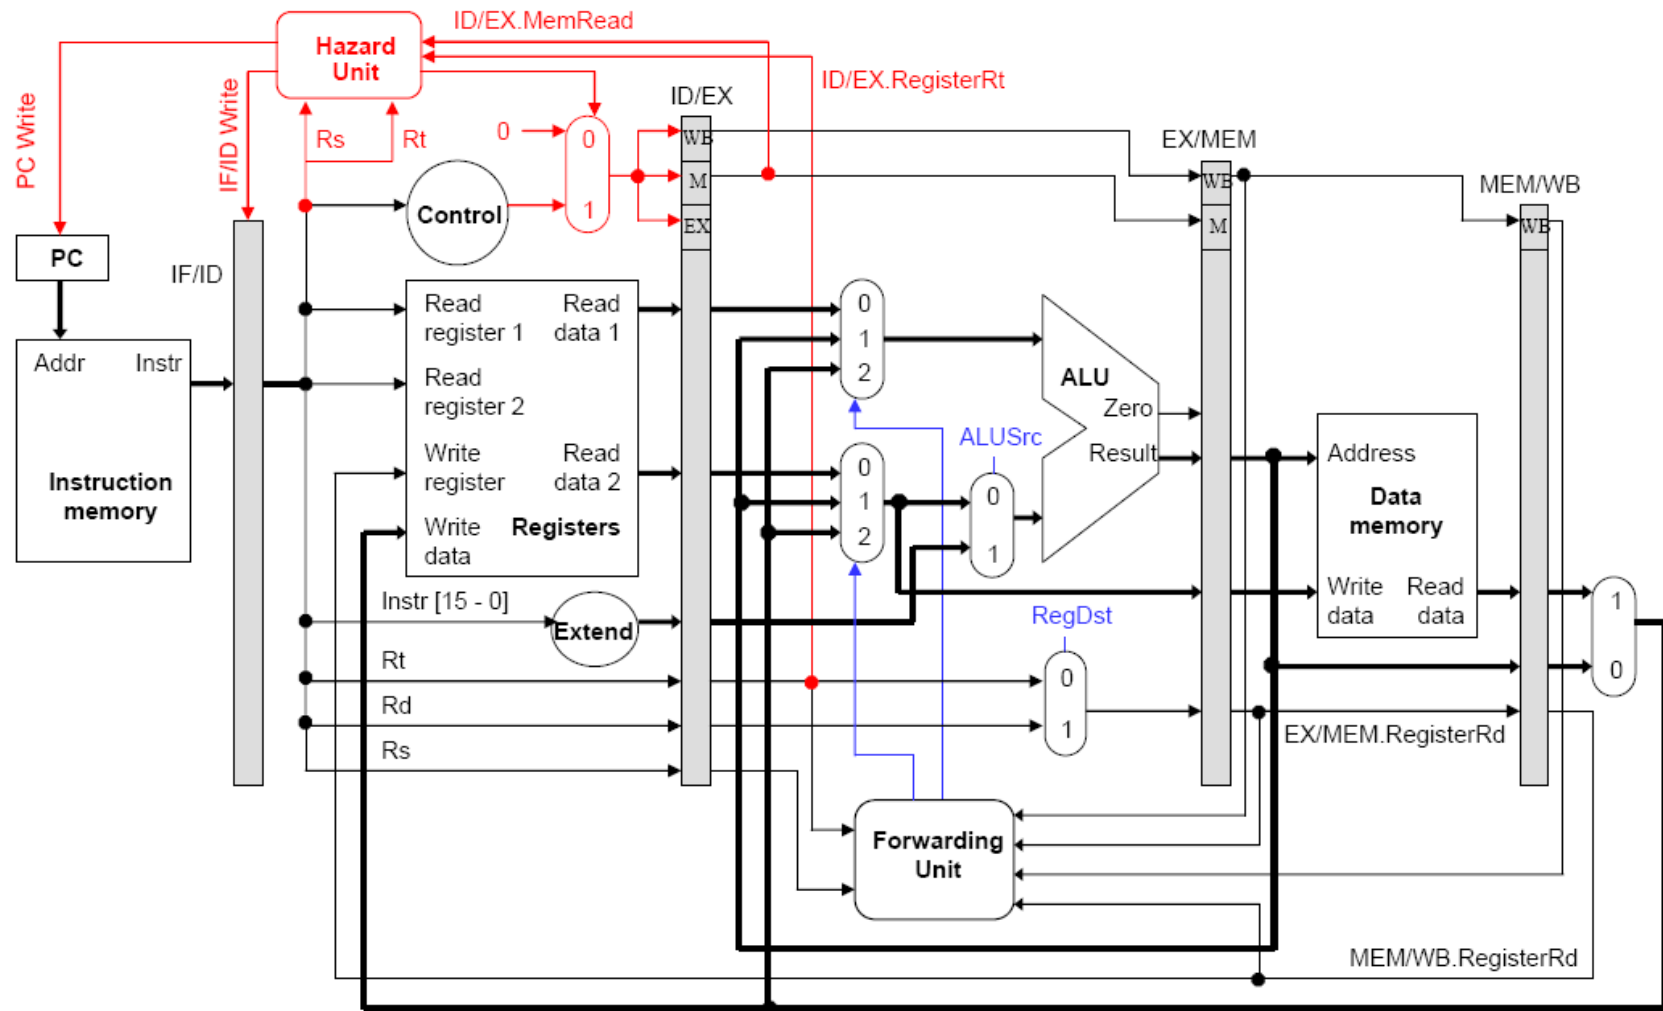 ID/EX.MemRead
Hazard
Unit
ID/EX.RegisterRt
PC Write
IF/ID Write
Rs
Rt
0
0
1
ID/EX
WB
M
EX
EX/MEM
WB
M
MEM/WB
WB
Control
PC
IF/ID
Addr
Instr
Instruction
memory
Read
register 1
Read
data 1
Read
register 2
Write
register
Read
data 2
Write
data
Registers
0
1
2
0
1
2
ALUSrc
0
1
ALU
Zero
Result
Address
Data
memory
Write
data
Read
data
1
0
Instr [15 - 0]
Extend
RegDst
0
1
Rt
Rd
Rs
EX/MEM.RegisterRd
Forwarding
Unit
MEM/WB.RegisterRd